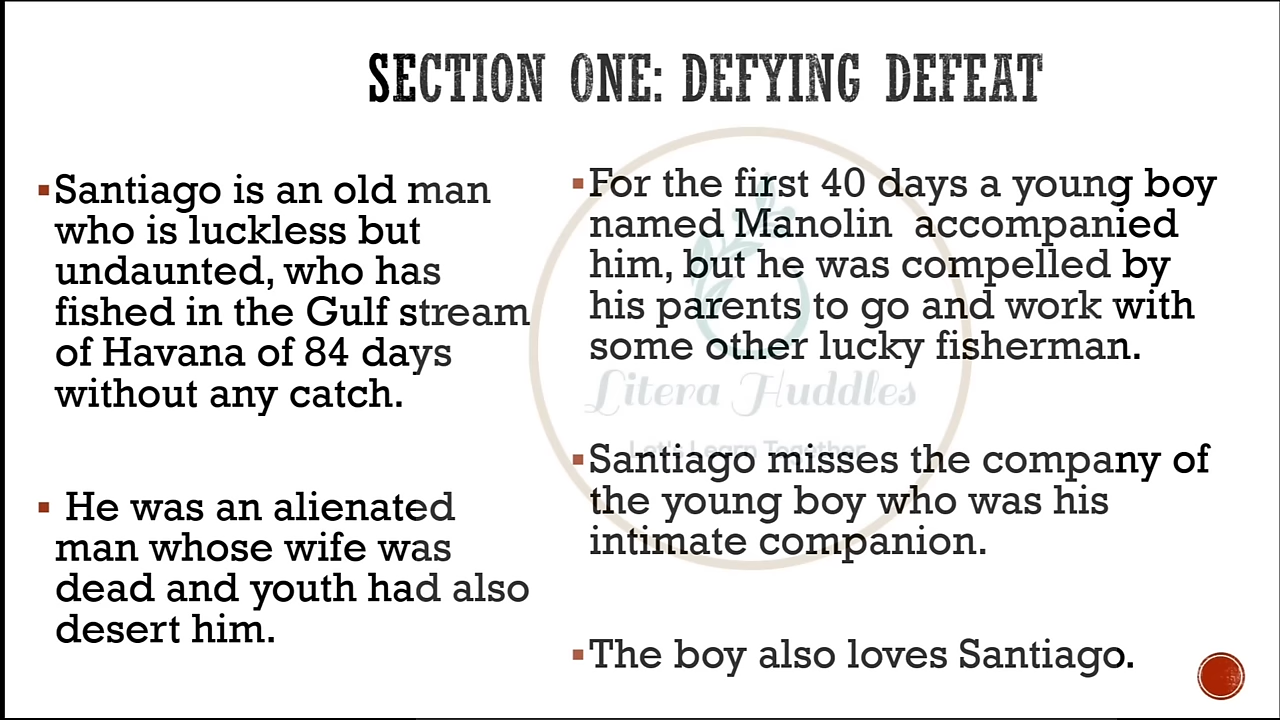 SECTION ONE: DEFYING DEFEAT
▪Santiago is an old man
who is luckless but
undaunted, who has
fished in the Gulf stream
of Havana of 84 days
without any catch.
▪ He was an alienated
man whose wife was
dead and youth had also
desert him.
▪For the first 40 days a young boy
named Manolin accompanied
him, but he was compelled by
his parents to go and work with
some other lucky fisherman.
▪Santiago misses the company of
the young boy who was his
intimate companion.
▪The boy also loves Santiago.
Litera Huddles
Let's Learn Together